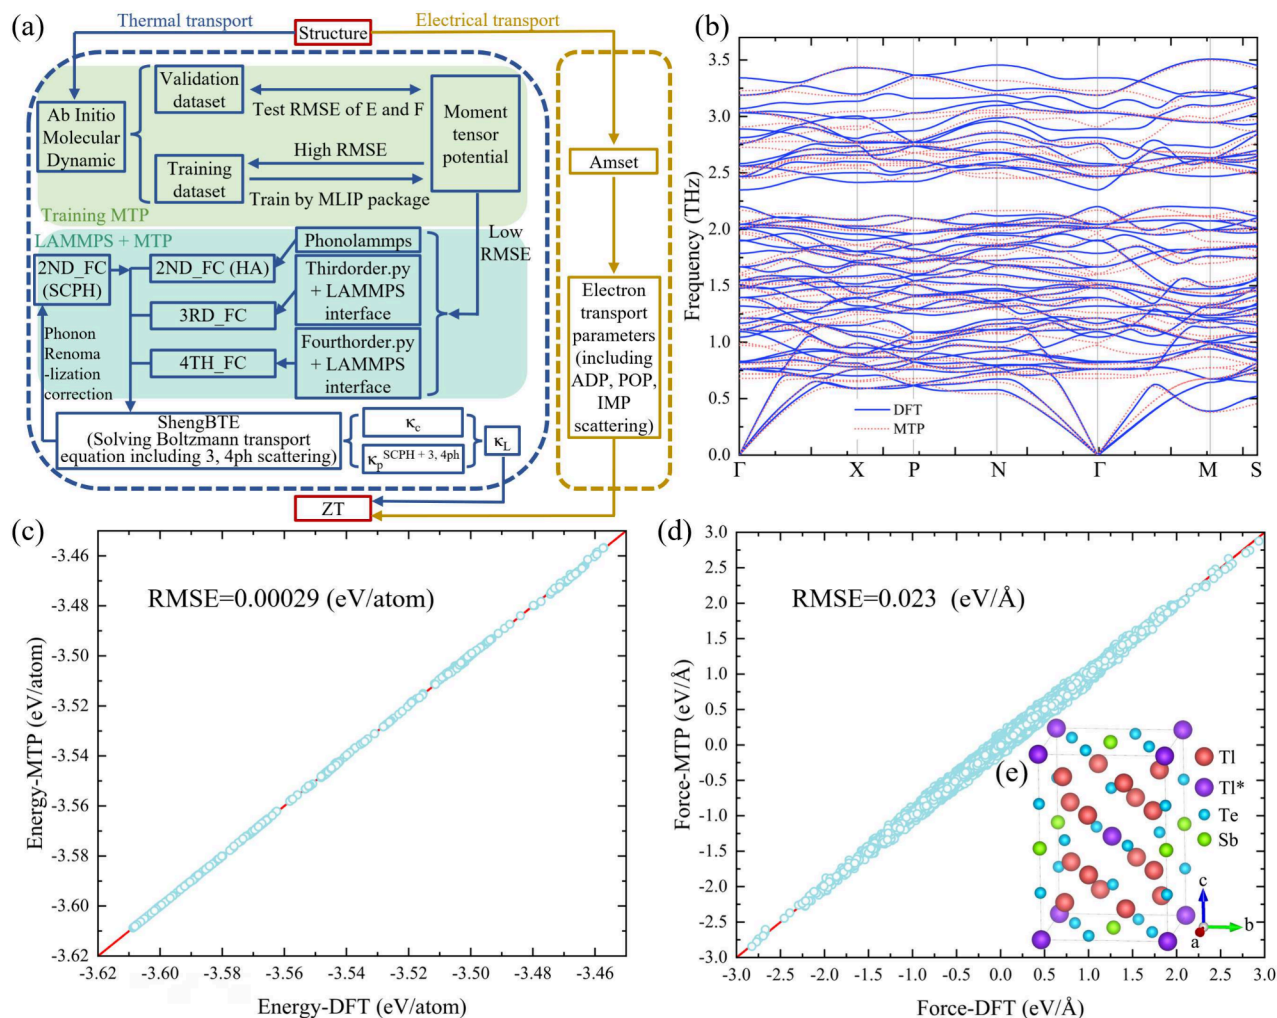 (a)
Thermal transport
Structure
Electrical transport
Ab Initio
Molecular
Dynamic
Validation
dataset
Test RMSE of E and F
Moment
tensor
potential
High RMSE
Training
dataset
Train by MLIP package
Training MTP
Low
RMSE
LAMMPS + MTP
2ND_FC
(SCPH)
2ND_FC (HA)
Phonolammps
Thirdorder.py
+ LAMMPS
interface
3RD_FC
Fourthorder.py
+ LAMMPS
interface
4TH_FC
Phonon
Renoma
-lization
correction
ShengBTE
(Solving Boltzmann transport
equation including 3, 4ph scattering)
κc
κp^SCPH + 3, 4ph
κL
ZT
Amset
Electron
transport
parameters
(including
ADP, POP,
IMP
scattering)
(b)
Frequency (THz)
3.5
3.0
2.5
2.0
1.5
1.0
0.5
0.0
DFT
MTP
Γ X P N Γ M S
(c)
RMSE=0.00029 (eV/atom)
Energy-MTP (eV/atom)
-3.46
-3.48
-3.50
-3.52
-3.54
-3.56
-3.58
-3.60
-3.62
-3.62 -3.60 -3.58 -3.56 -3.54 -3.52 -3.50 -3.48 -3.46
Energy-DFT (eV/atom)
(d)
RMSE=0.023 (eV/Å)
Force-MTP (eV/Å)
3.0
2.5
2.0
1.5
1.0
0.5
0.0
-0.5
-1.0
-1.5
-2.0
-2.5
-3.0
-3.0 -2.5 -2.0 -1.5 -1.0 -0.5 0.0 0.5 1.0 1.5 2.0 2.5 3.0
Force-DFT (eV/Å)
(e)
Tl
Tl*
Te
Sb
c
b
a